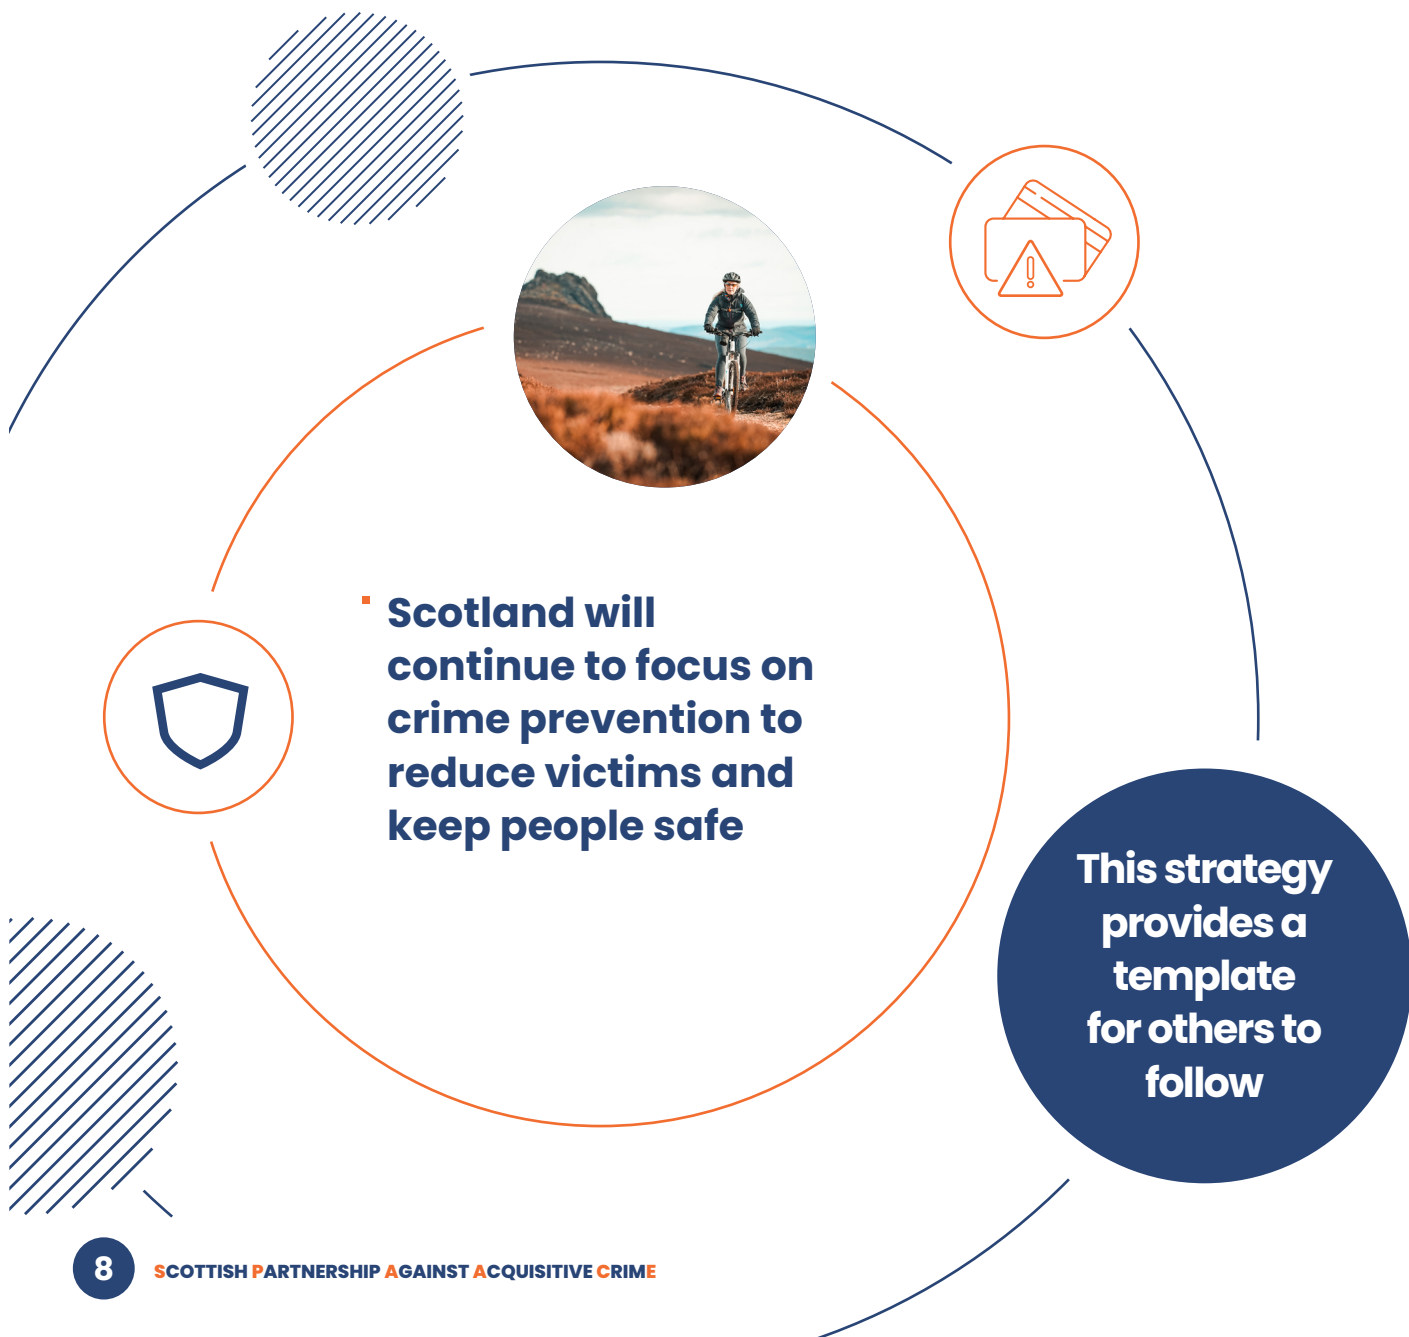 Scotland will
continue to focus on
crime prevention to
reduce victims and
keep people safe
This strategy
provides a
template
for others to
follow
8
SCOTTISH PARTNERSHIP AGAINST ACQUISITIVE CRIME